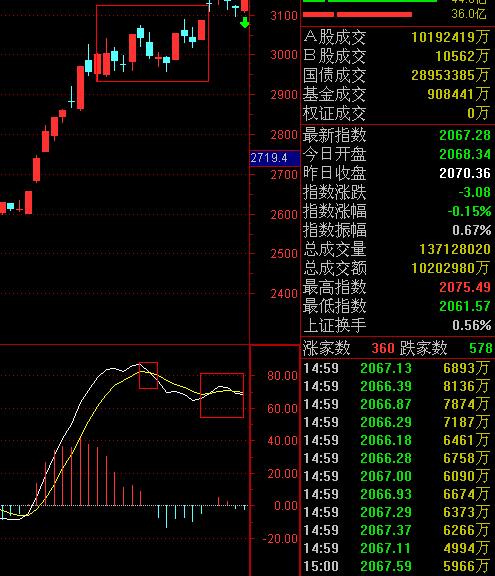 44.0亿
36.0亿
3100
3000
2900
2800
2719.4
2700
2600
2500
2400
80.00
60.00
40.00
20.00
0.00
-20.00
A股成交 10192419万
B股成交 10562万
国债成交 28953385万
基金成交 908441万
权证成交 0万
最新指数 2067.28
今日开盘 2068.34
昨日收盘 2070.36
指数涨跌 -3.08
指数涨幅 -0.15%
指数振幅 0.67%
总成交量 137128020
总成交额 10202980万
最高指数 2075.49
最低指数 2061.57
上证换手 0.56%
涨家数 360 跌家数 578
14:59 2067.13 6893万
14:59 2066.39 8136万
14:59 2066.87 7874万
14:59 2066.29 7187万
14:59 2066.18 6461万
14:59 2066.28 6758万
14:59 2067.00 6090万
14:59 2066.93 6674万
14:59 2067.29 6373万
14:59 2067.37 6266万
14:59 2067.11 4994万
15:00 2067.59 5966万